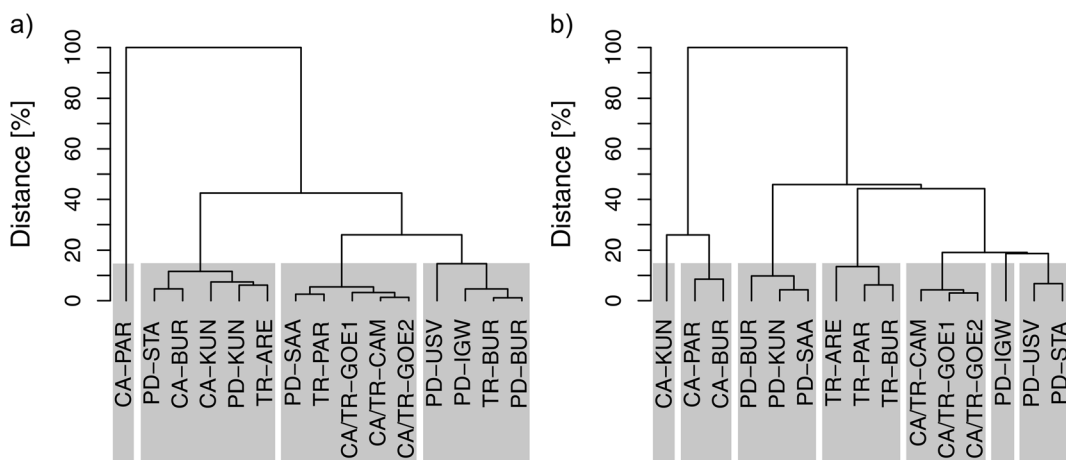 a)
Distance [%]
100
80
60
40
20
0
CA-PAR
PD-STA
CA-BUR
CA-KUN
PD-KUN
TR-ARE
PD-SAA
TR-PAR
CA/TR-GOE1
CA/TR-CAM
CA/TR-GOE2
PD-USV
PD-IGW
TR-BUR
PD-BUR
b)
Distance [%]
100
80
60
40
20
0
CA-KUN
CA-PAR
CA-BUR
PD-BUR
PD-KUN
PD-SAA
TR-ARE
TR-PAR
TR-BUR
CA/TR-CAM
CA/TR-GOE1
CA/TR-GOE2
PD-IGW
PD-USV
PD-STA